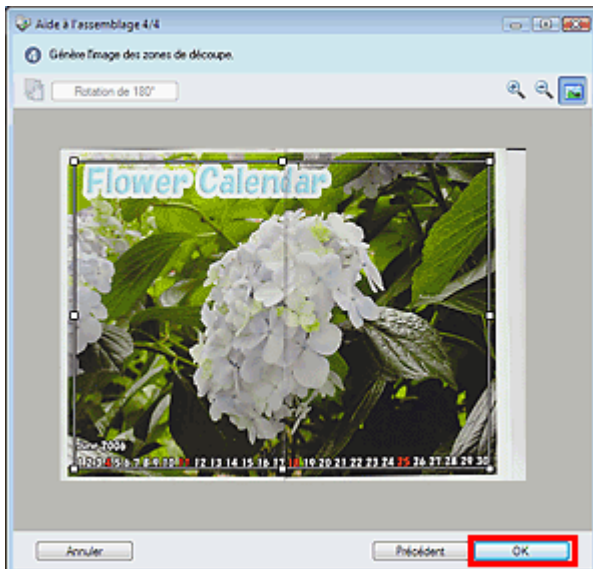 Aide à l'assemblage 4/4
Génère l'image des zones de découpe.
Rotation de 180°
Flower Calendar
June 2006
1 2 3 4 5 6 7 8 9 10 11 12 13 14 15 16 17 18 19 20 21 22 23 24 25 26 27 28 29 30
Annuler
Précédent
OK